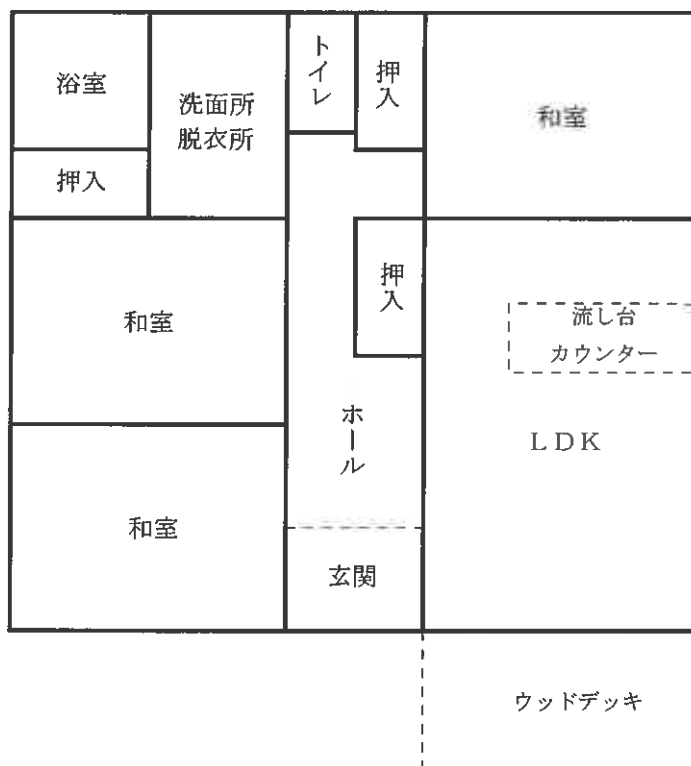 浴室
洗面所
脱衣所
トイレ
押入
和室
押入
和室
押入
流し台
カウンター
ホール
LDK
和室
玄関
ウッドデッキ